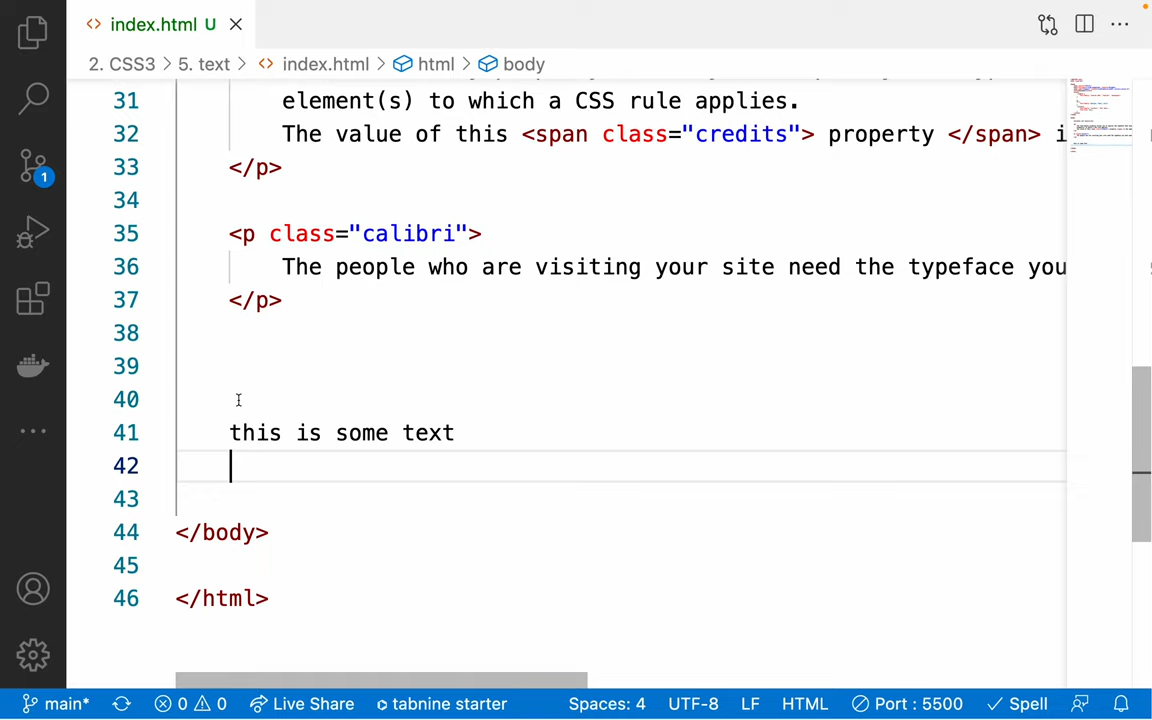 index.html U
2. CSS3 > 5. text > index.html > html > body
31 element(s) to which a CSS rule applies.
32 The value of this <span class="credits"> property </span> i
33 </p>
34
35 <p class="calibri">
36 The people who are visiting your site need the typeface you
37 </p>
38
39
40
41 this is some text
42
43
44 </body>
45
46 </html>
1
main* 0 0 Live Share tabnine starter Spaces: 4 UTF-8 LF HTML Port : 5500 Spell